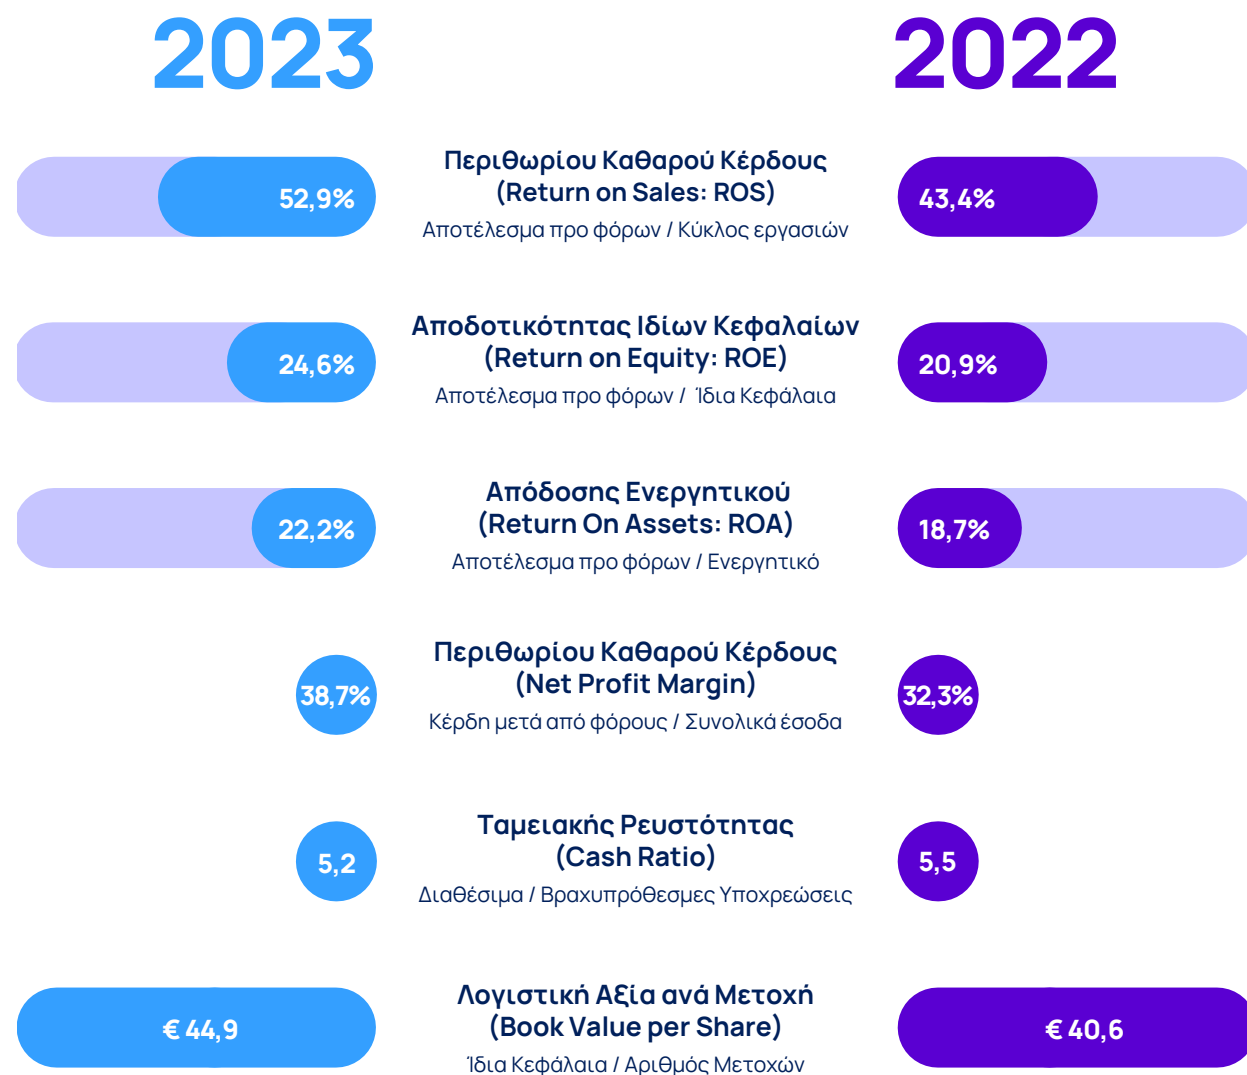 2023
2022
52,9%
Περιθωρίου Καθαρού Κέρδους
(Return on Sales: ROS)
Αποτέλεσμα προ φόρων / Κύκλος εργασιών
43,4%
24,6%
Αποδοτικότητας Ιδίων Κεφαλαίων
(Return on Equity: ROE)
Αποτέλεσμα προ φόρων / Ίδια Κεφάλαια
20,9%
22,2%
Απόδοσης Ενεργητικού
(Return On Assets: ROA)
Αποτέλεσμα προ φόρων / Ενεργητικό
18,7%
38,7%
Περιθωρίου Καθαρού Κέρδους
(Net Profit Margin)
Κέρδη μετά από φόρους / Συνολικά έσοδα
32,3%
5,2
Ταμειακής Ρευστότητας
(Cash Ratio)
Διαθέσιμα / Βραχυπρόθεσμες Υποχρεώσεις
5,5
€ 44,9
Λογιστική Αξία ανά Μετοχή
(Book Value per Share)
Ίδια Κεφάλαια / Αριθμός Μετοχών
€ 40,6